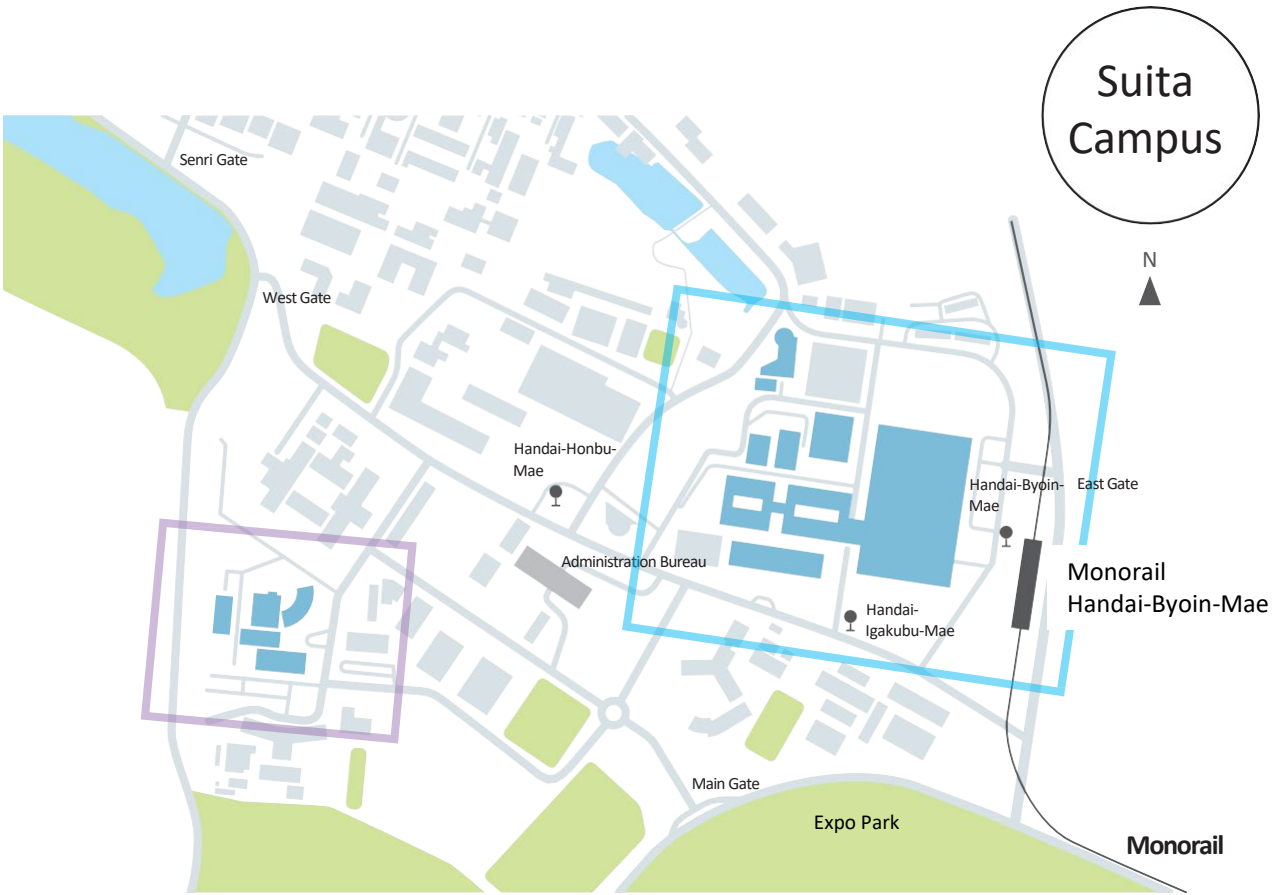 Suita
Campus
N
Senri Gate
West Gate
Handai-Honbu-
Mae
Handai-Byoin-
Mae
East Gate
Administration Bureau
Monorail
Handai-Byoin-Mae
Handai-
Igakubu-Mae
Main Gate
Expo Park
Monorail